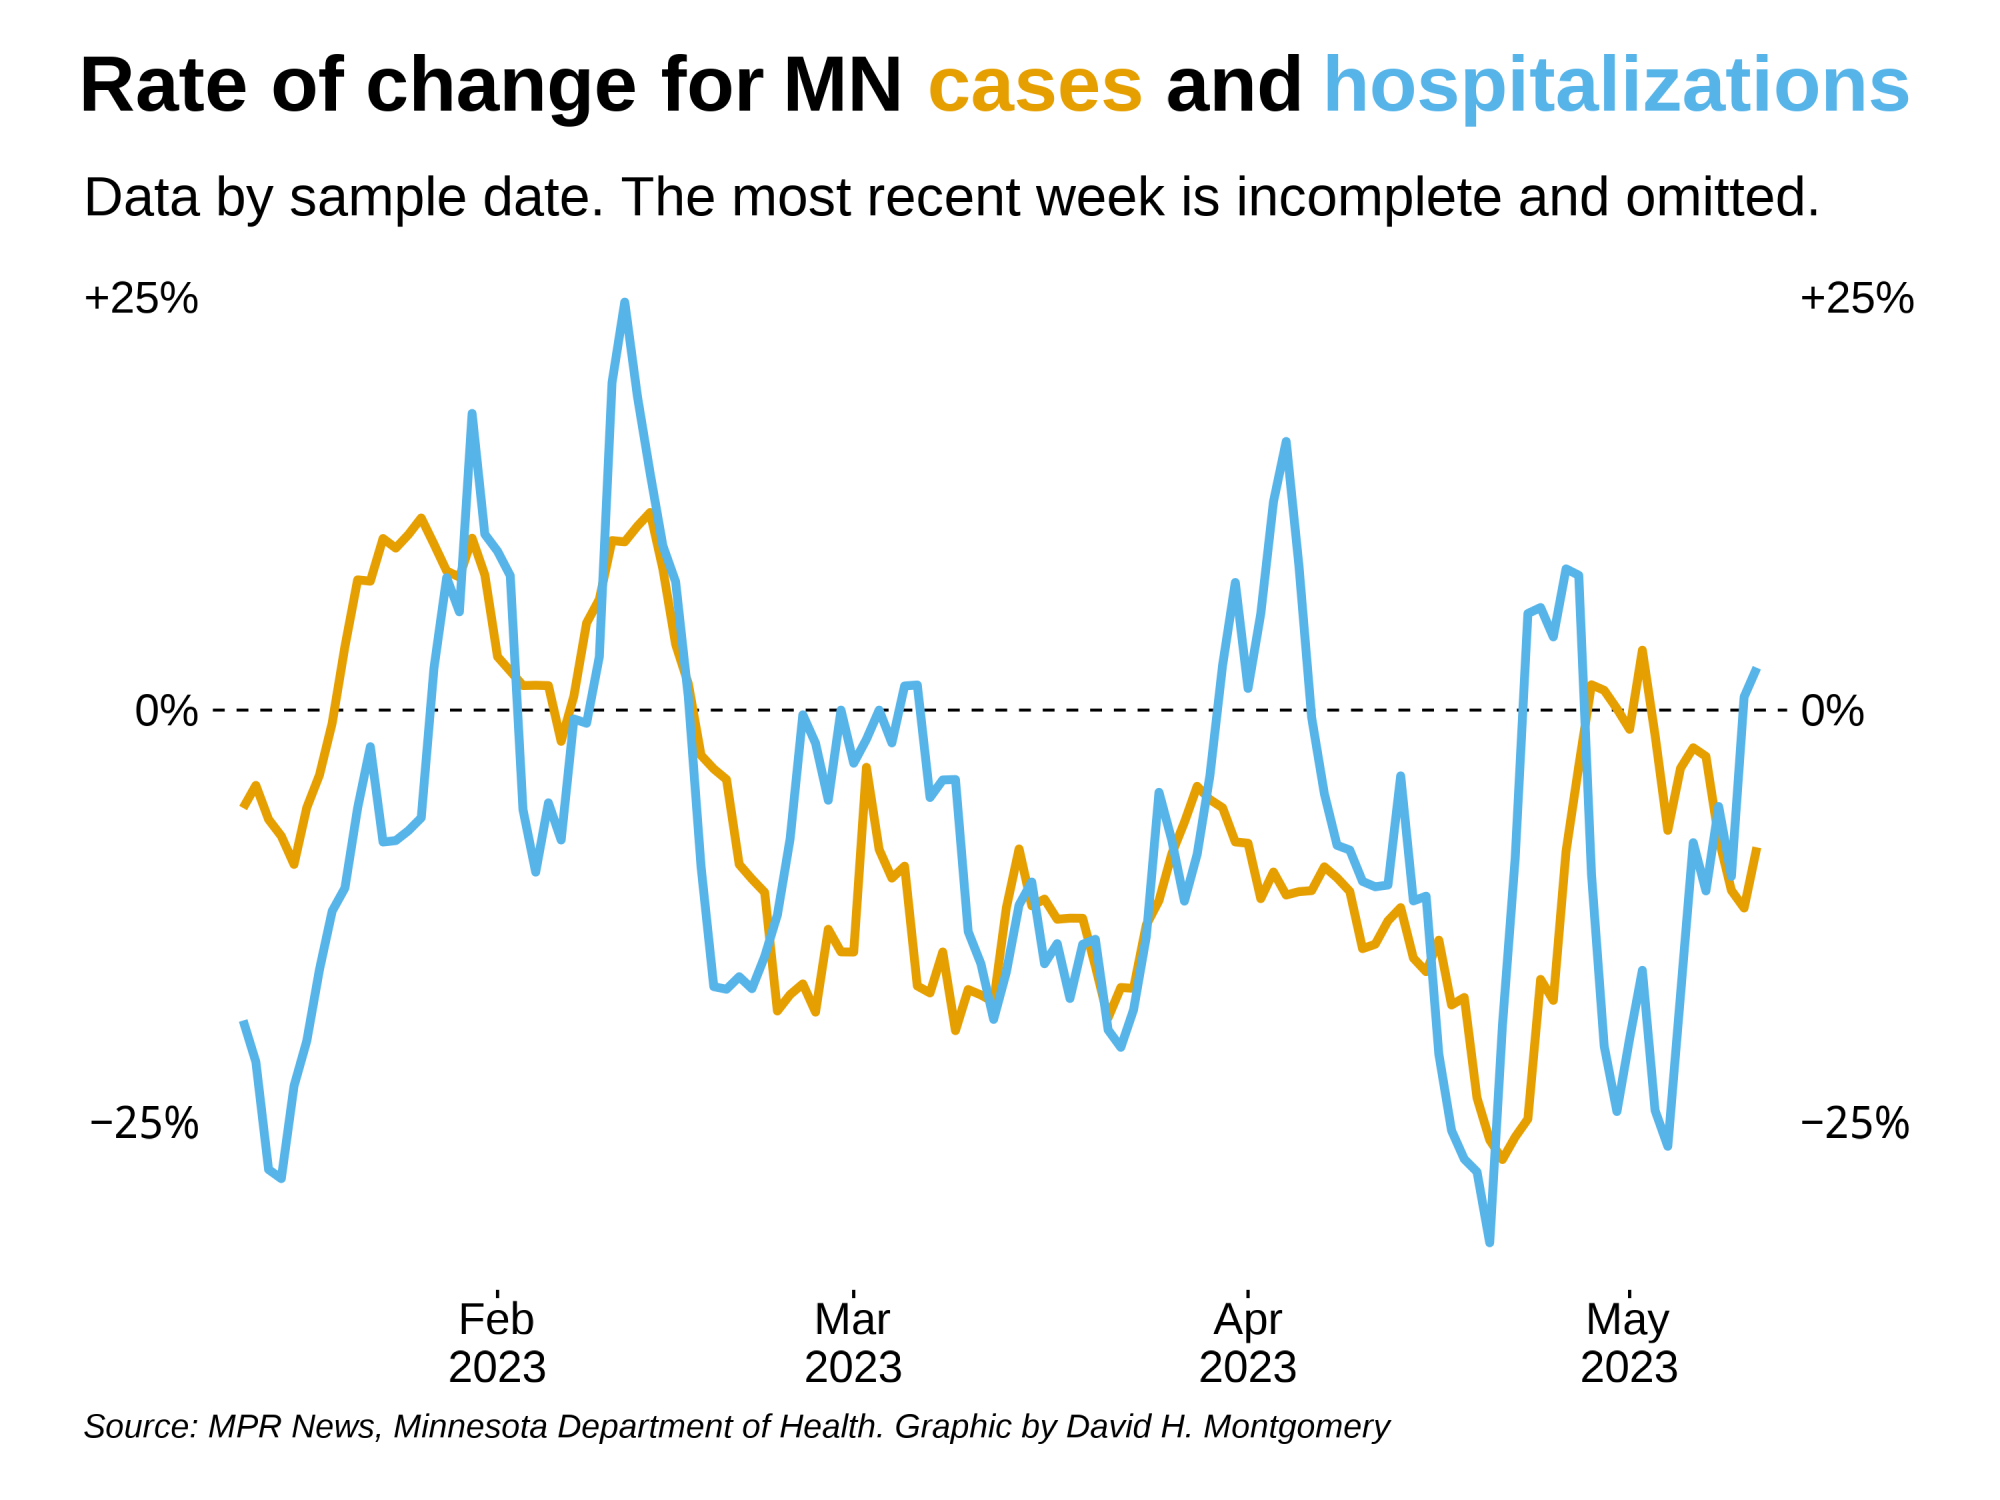 Rate of change for MN cases and hospitalizations
Data by sample date. The most recent week is incomplete and omitted.
+25% +25%
0% 0%
−25% −25%
Feb Mar Apr May
2023 2023 2023 2023
Source: MPR News, Minnesota Department of Health. Graphic by David H. Montgomery